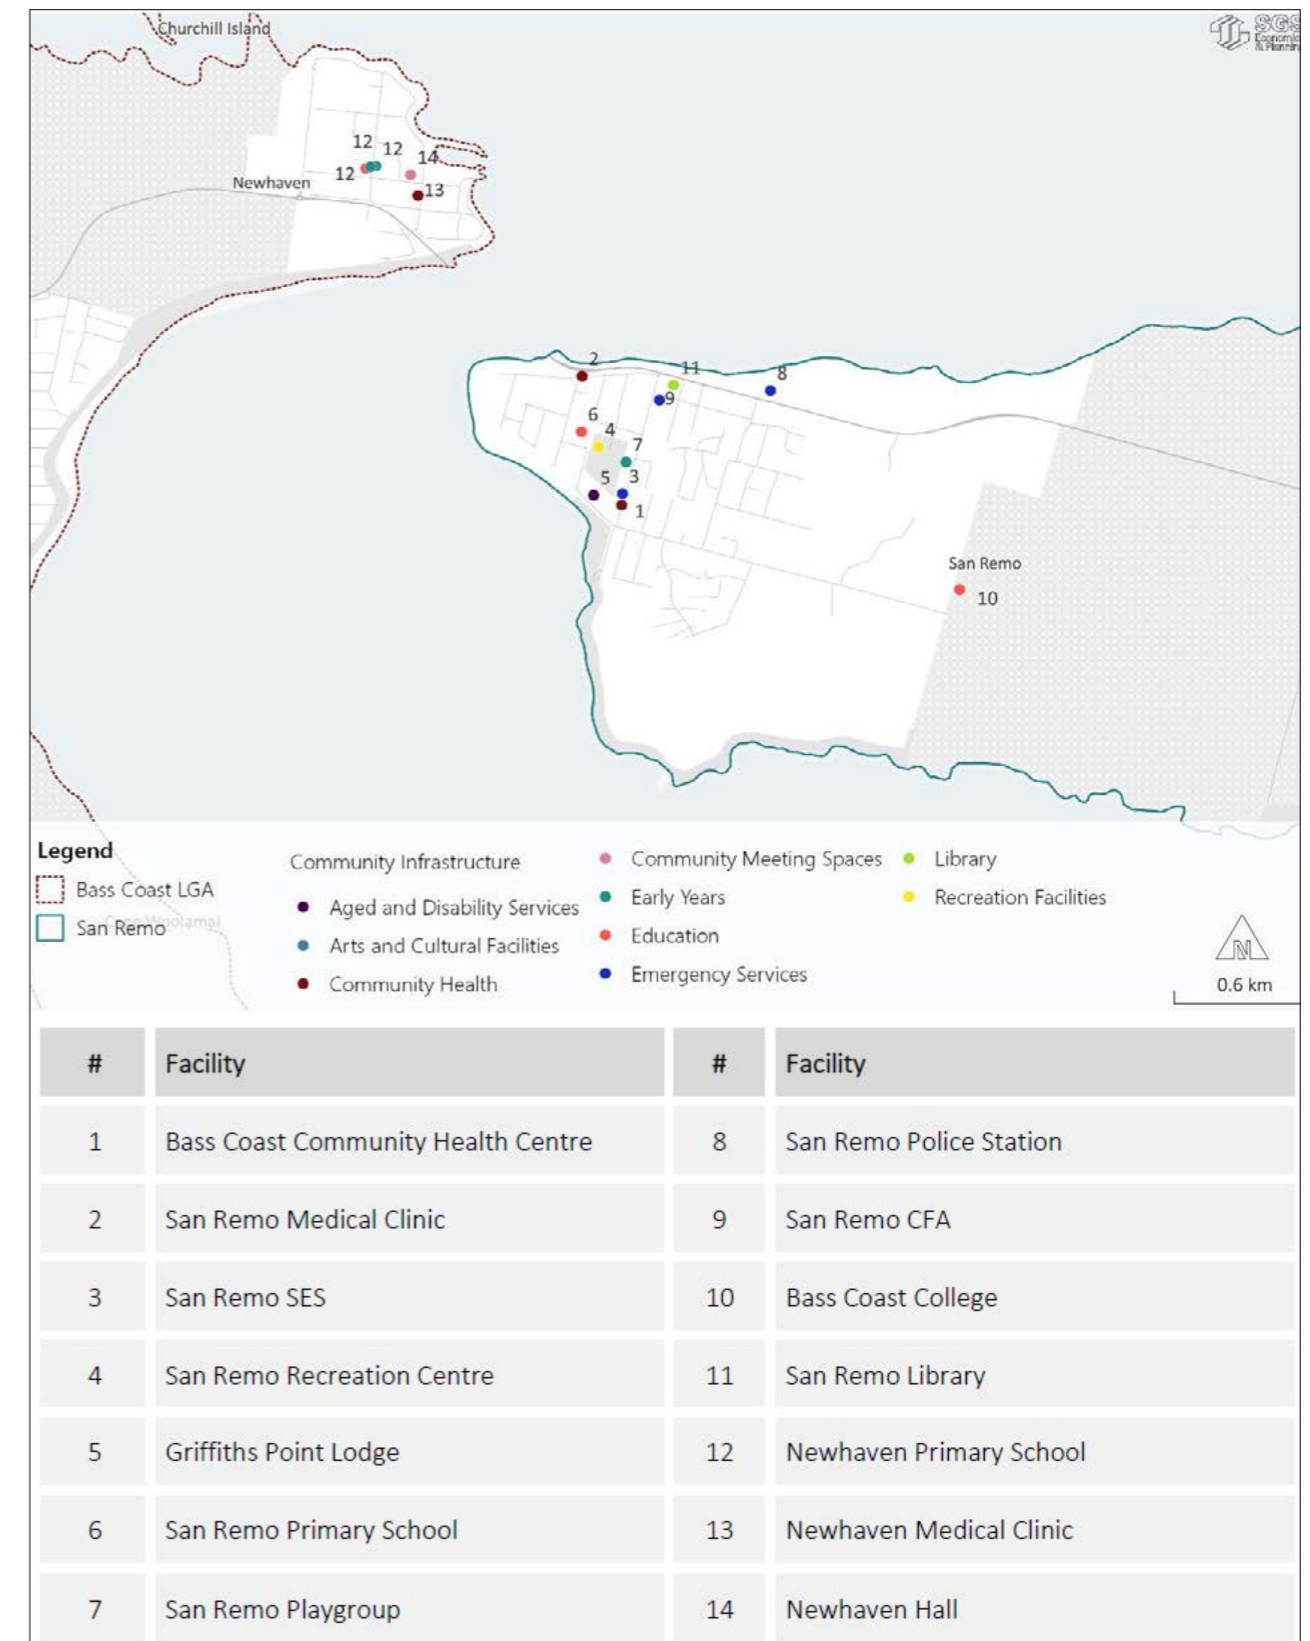 Churchill Island
SGS
Economics
& Planning
12
12
14
12
Newhaven
13
2
11
8
9
6
4
7
5
3
1
San Remo
10
Legend
Bass Coast LGA
San Remo
Cape Woolamai
Community Infrastructure
Aged and Disability Services
Arts and Cultural Facilities
Community Health
Community Meeting Spaces
Early Years
Education
Emergency Services
Library
Recreation Facilities
N
0.6 km
# Facility # Facility
1 Bass Coast Community Health Centre 8 San Remo Police Station
2 San Remo Medical Clinic 9 San Remo CFA
3 San Remo SES 10 Bass Coast College
4 San Remo Recreation Centre 11 San Remo Library
5 Griffiths Point Lodge 12 Newhaven Primary School
6 San Remo Primary School 13 Newhaven Medical Clinic
7 San Remo Playgroup 14 Newhaven Hall